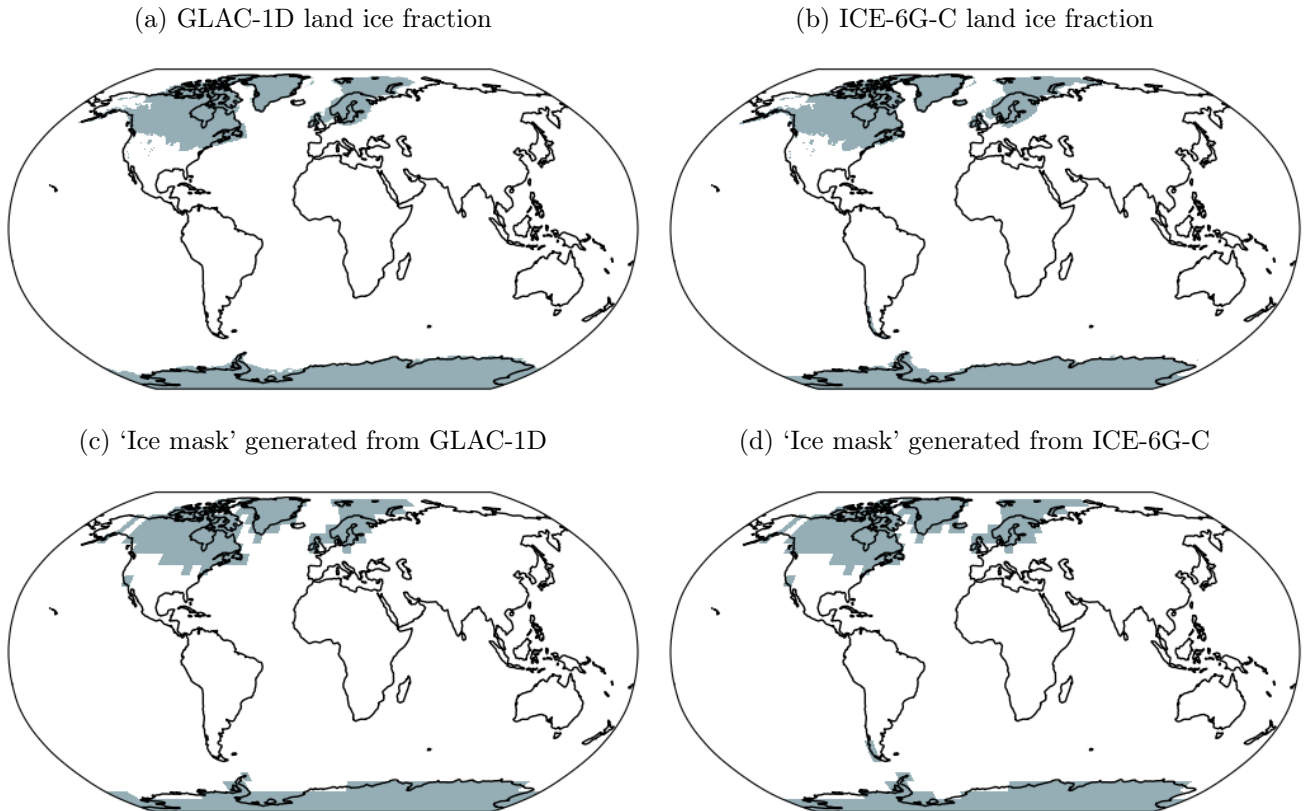 (a) GLAC-1D land ice fraction
(b) ICE-6G-C land ice fraction
(c) ‘Ice mask’ generated from GLAC-1D
(d) ‘Ice mask’ generated from ICE-6G-C